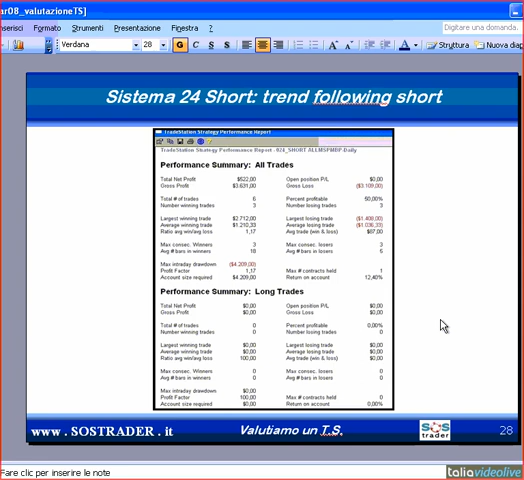 ar08_valutazioneTS]
nserisci Formato Strumenti Presentazione Finestra ? Digitare una domanda.
Verdana 28 G C S A Struttura Nuova diap
Sistema 24 Short: trend following short
TradeStation Strategy Performance Report
TradeStation Strategy Performance Report - 024_SHORT ALLMSPMBP-Daily
Performance Summary: All Trades
Total Net Profit $522,00 Open position P/L $0,00
Gross Profit $3.631,00 Gross Loss ($3.109,00)
Total # of trades 6 Percent profitable 50,00%
Number winning trades 3 Number losing trades 3
Largest winning trade $2.712,00 Largest losing trade ($1.408,00)
Average winning trade $1.210,33 Average losing trade ($1.036,33)
Ratio avg win/avg loss 1,17 Avg trade (win & loss) $87,00
Max consec. Winners 3 Max consec. losers 3
Avg # bars in winners 18 Avg # bars in losers 5
Max intraday drawdown ($4.209,00)
Profit Factor 1,17 Max # contracts held 1
Account size required $4.209,00 Return on account 12,40%
Performance Summary: Long Trades
Total Net Profit $0,00 Open position P/L $0,00
Gross Profit $0,00 Gross Loss $0,00
Total # of trades 0 Percent profitable 0,00%
Number winning trades 0 Number losing trades 0
Largest winning trade $0,00 Largest losing trade $0,00
Average winning trade $0,00 Average losing trade $0,00
Ratio avg win/avg loss 100,00 Avg trade (win & loss) $0,00
Max consec. Winners 0 Max consec. losers 0
Avg # bars in winners 0 Avg # bars in losers 0
Max intraday drawdown $0,00
Profit Factor 100,00 Max # contracts held 0
Account size required $0,00 Return on account 0,00%
www . SOSTRADER . it Valutiamo un T.S. SOS trader 28
Fare clic per inserire le note
taliavideolive